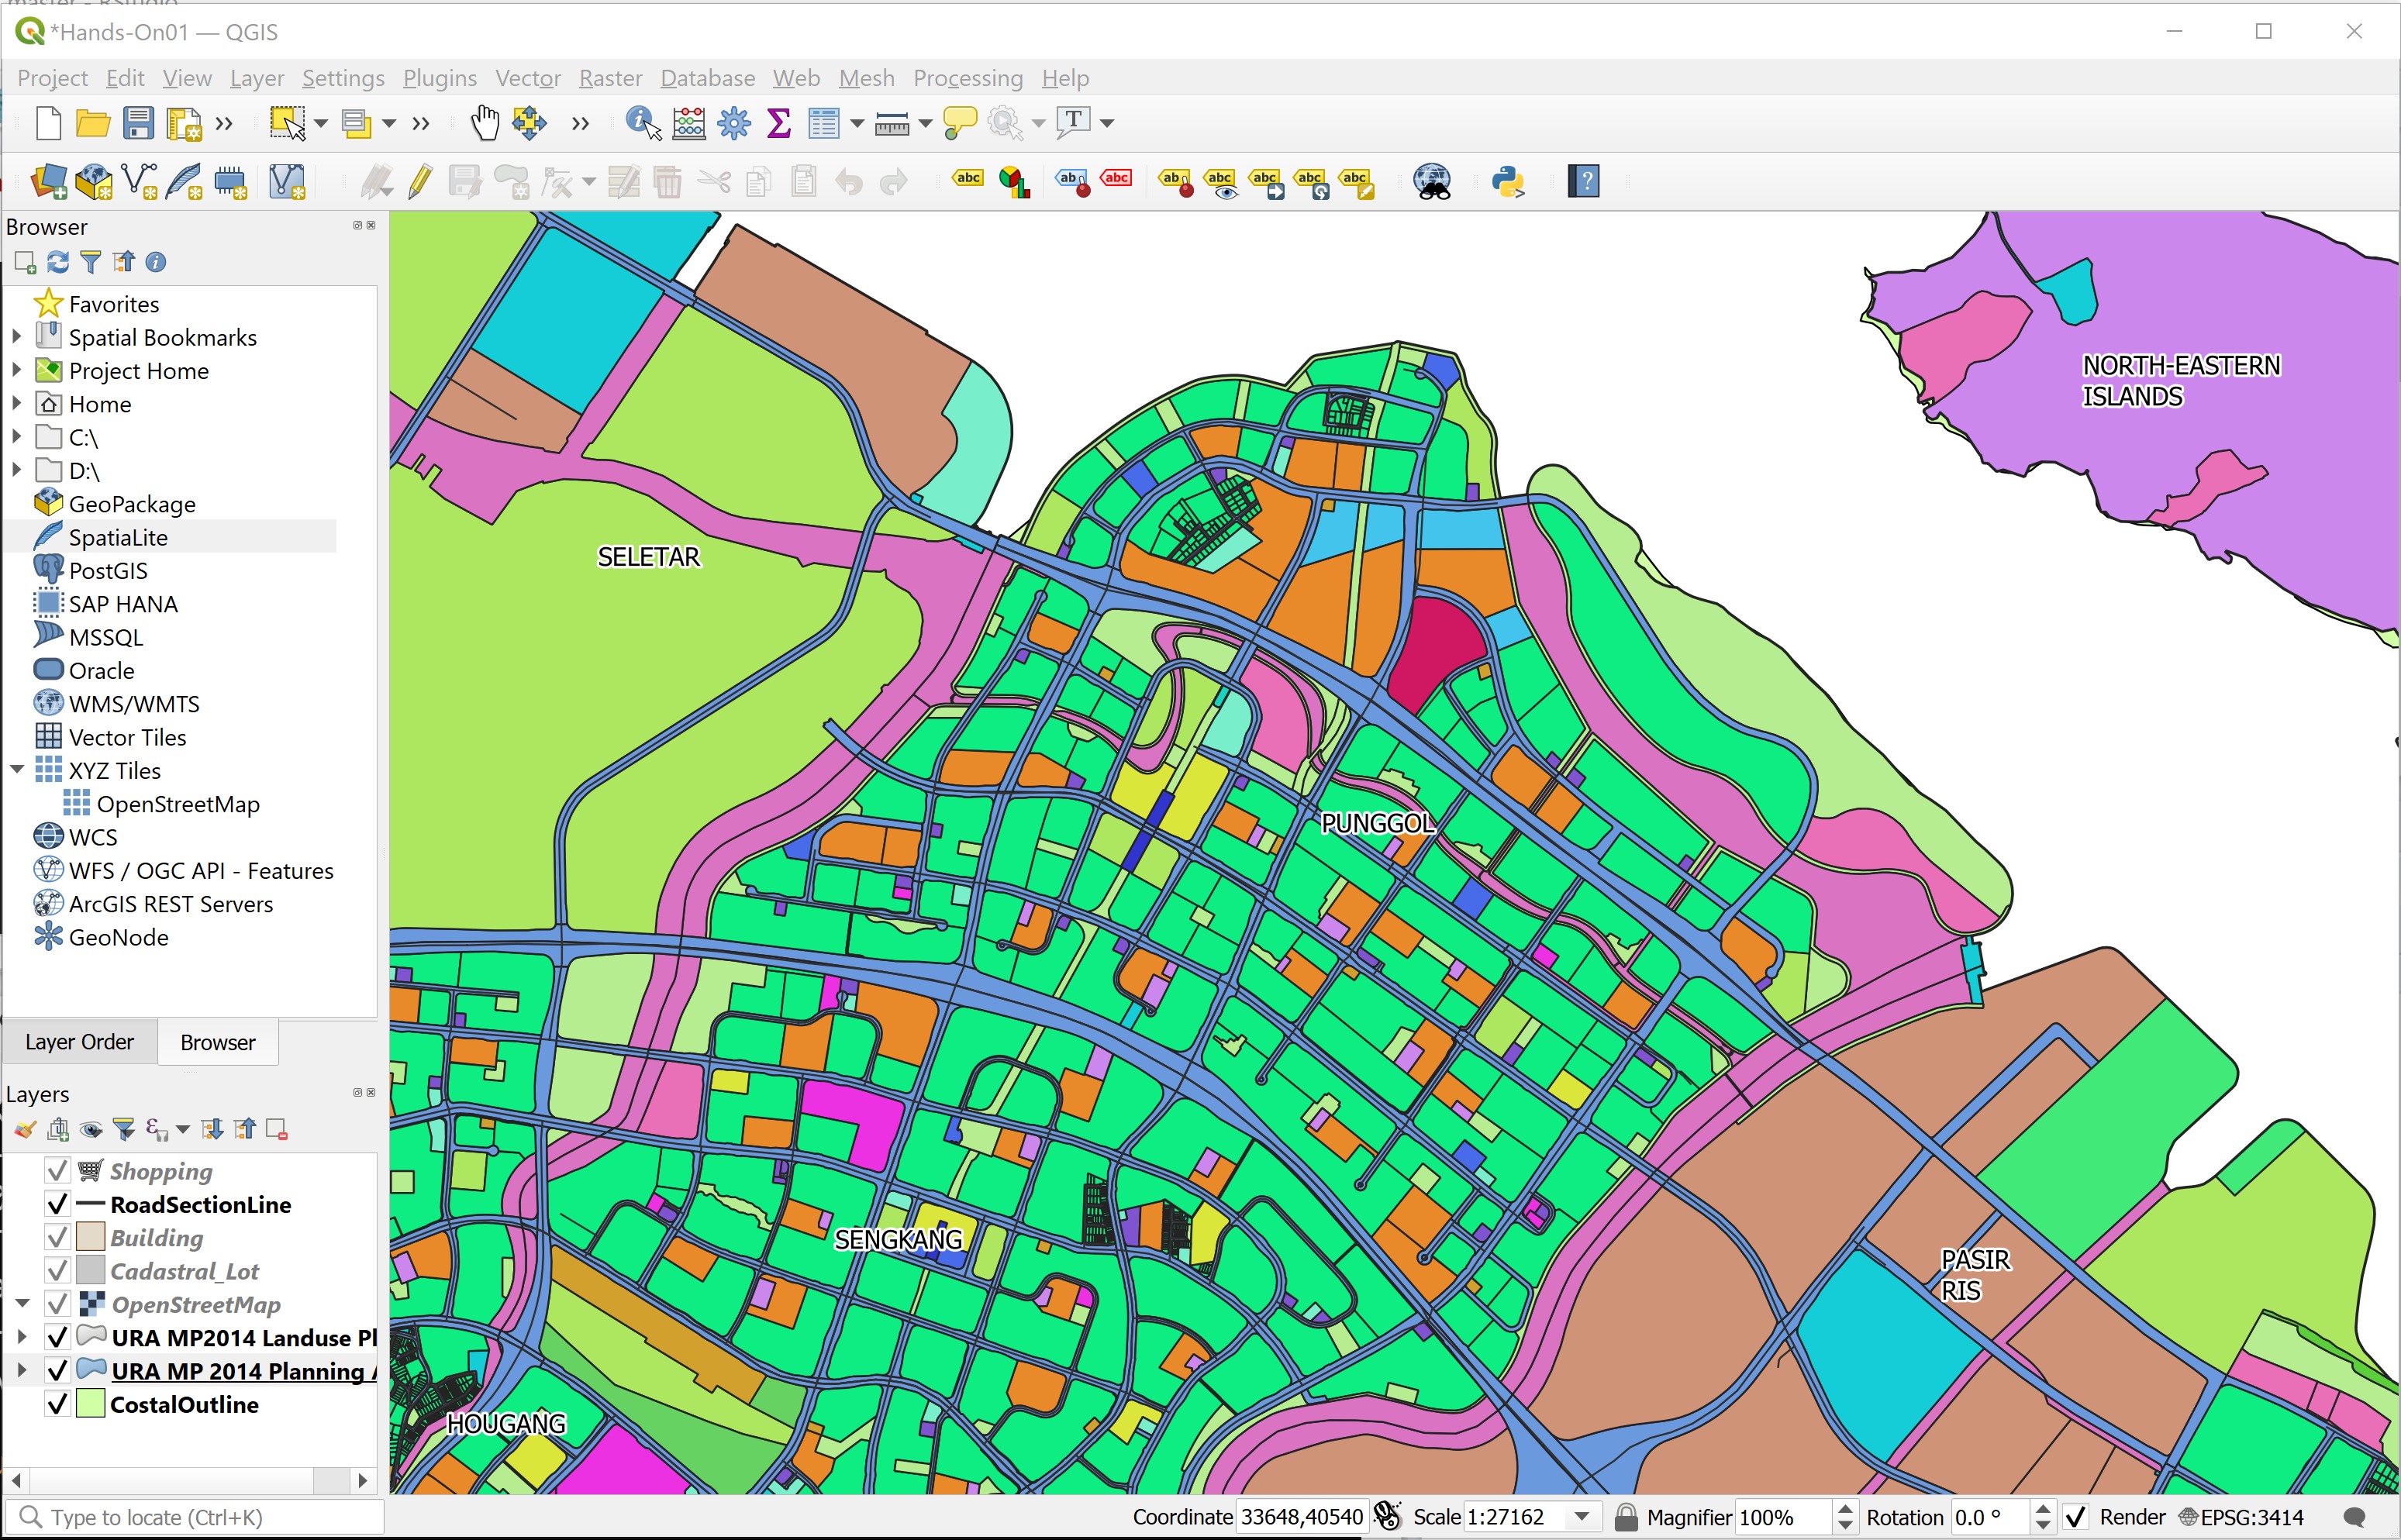 *Hands-On01 — QGIS
Project Edit View Layer Settings Plugins Vector Raster Database Web Mesh Processing Help
Browser
Favorites
Spatial Bookmarks
Project Home
Home
C:\
D:\
GeoPackage
SpatiaLite
PostGIS
SAP HANA
MSSQL
Oracle
WMS/WMTS
Vector Tiles
XYZ Tiles
OpenStreetMap
WCS
WFS / OGC API - Features
ArcGIS REST Servers
GeoNode
Layer Order Browser
Layers
Shopping
RoadSectionLine
Building
Cadastral_Lot
OpenStreetMap
URA MP2014 Landuse Pl
URA MP 2014 Planning A
CostalOutline
NORTH-EASTERN
ISLANDS
SELETAR
PUNGGOL
SENGKANG
PASIR
RIS
HOUGANG
Type to locate (Ctrl+K)
Coordinate 33648,40540 Scale 1:27162 Magnifier 100% Rotation 0.0 ° Render EPSG:3414